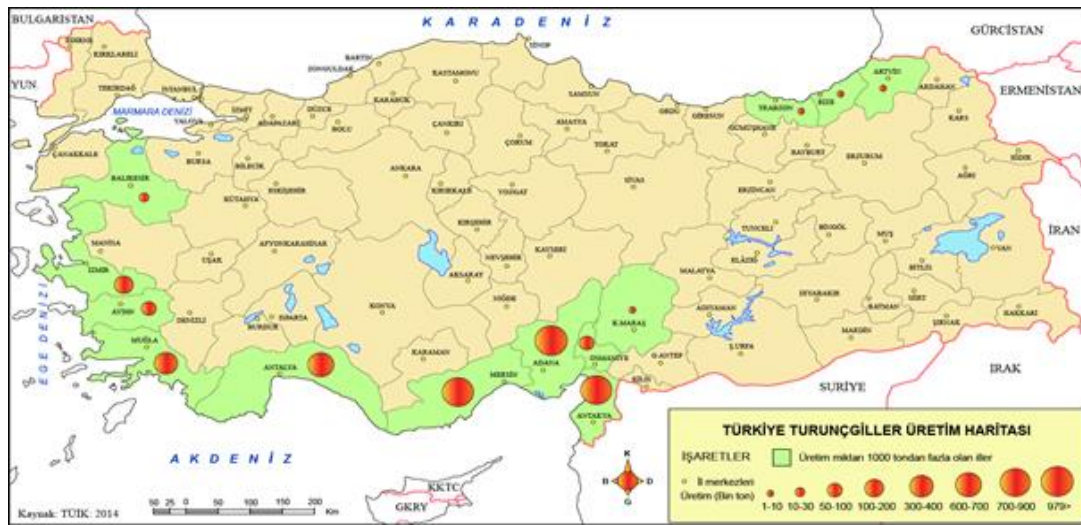 BULGARİSTAN
K A R A D E N İ Z
GÜRCİSTAN
ERMENİSTAN
YUN.
MARMARA DENİZİ
İRAN
EGE DENİZİ
IRAK
SURİYE
A K D E N İ Z
KKTC
GKRY
KIRKLARELİ
TEKİRDAĞ
İSTANBUL
YALOVA
İZMİT
ADAPAZARI
DÜZCE
BOLU
ZONGULDAK
BARTIN
KARABÜK
KASTAMONU
SİNOP
SAMSUN
ORDU
GİRESUN
TRABZON
RİZE
ARTVİN
ARDAHAN
KARS
IĞDIR
AĞRI
ÇANAKKALE
BALIKESİR
BURSA
BİLECİK
ESKİŞEHİR
KÜTAHYA
ANKARA
ÇANKIRI
KIRIKKALE
ÇORUM
AMASYA
TOKAT
YOZGAT
SİVAS
GÜMÜŞHANE
BAYBURT
ERZURUM
ERZİNCAN
TUNCELİ
BİNGÖL
MUŞ
VAN
BİTLİS
ELAZIĞ
MALATYA
MANİSA
İZMİR
UŞAK
AFYONKARAHİSAR
AYDIN
DENİZLİ
MUĞLA
BURDUR
ISPARTA
ANTALYA
KONYA
KARAMAN
AKSARAY
NEVŞEHİR
KIRŞEHİR
KAYSERİ
NİĞDE
MERSİN
ADANA
OSMANİYE
K.MARAŞ
G.ANTEP
ANTAKYA
ADIYAMAN
Ş.URFA
DİYARBAKIR
BATMAN
SİİRT
MARDİN
ŞIRNAK
HAKKARİ
TÜRKİYE TURUNÇGİLLER ÜRETİM HARİTASI
İŞARETLER
Üretim miktarı 1000 tondan fazla olan iller
İl merkezleri
Üretim (Bin ton)
1-10 10-30 50-100 100-200 300-400 600-700 700-900 979>
K
B D
G
50 25 0 50 100 150 200
Km
Kaynak: TÜİK: 2014